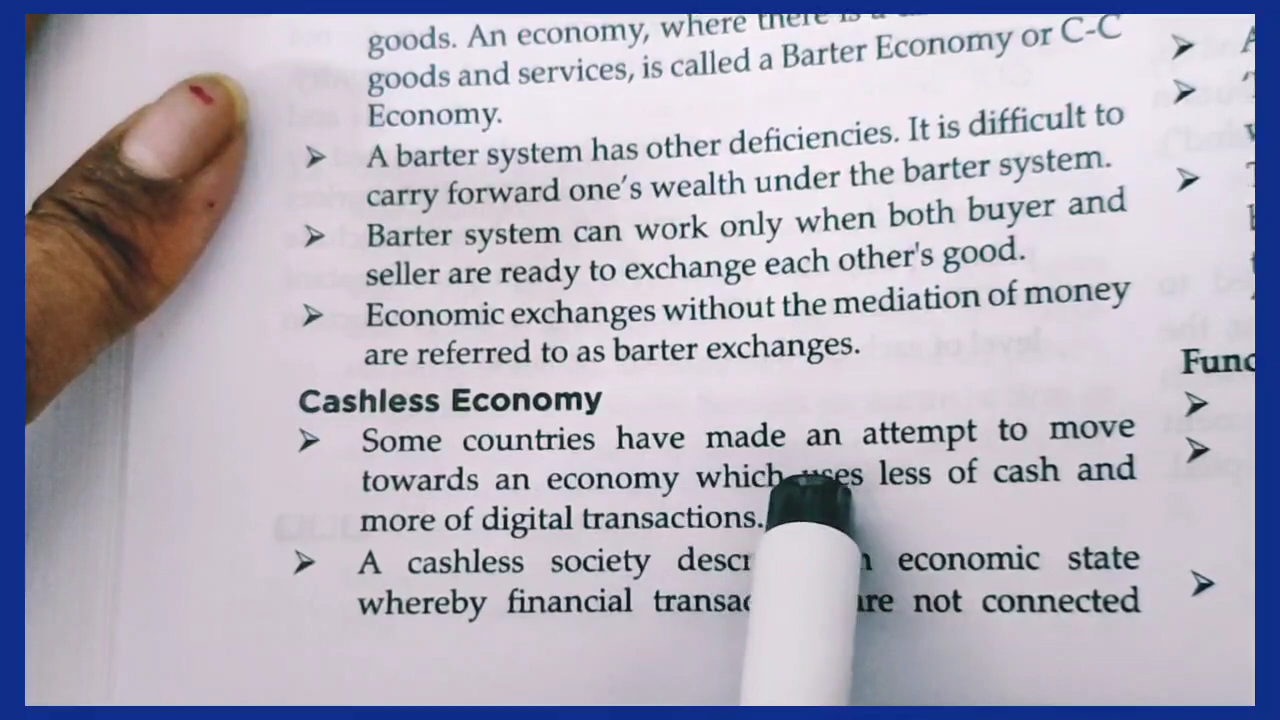 goods. An economy, where there is a
goods and services, is called a Barter Economy or C-C
Economy.
➢ A barter system has other deficiencies. It is difficult to
carry forward one's wealth under the barter system.
➢ Barter system can work only when both buyer and
seller are ready to exchange each other's good.
➢ Economic exchanges without the mediation of money
are referred to as barter exchanges.
Cashless Economy
➢ Some countries have made an attempt to move
towards an economy which uses less of cash and
more of digital transactions.
➢ A cashless society economic state
whereby financial are not connected